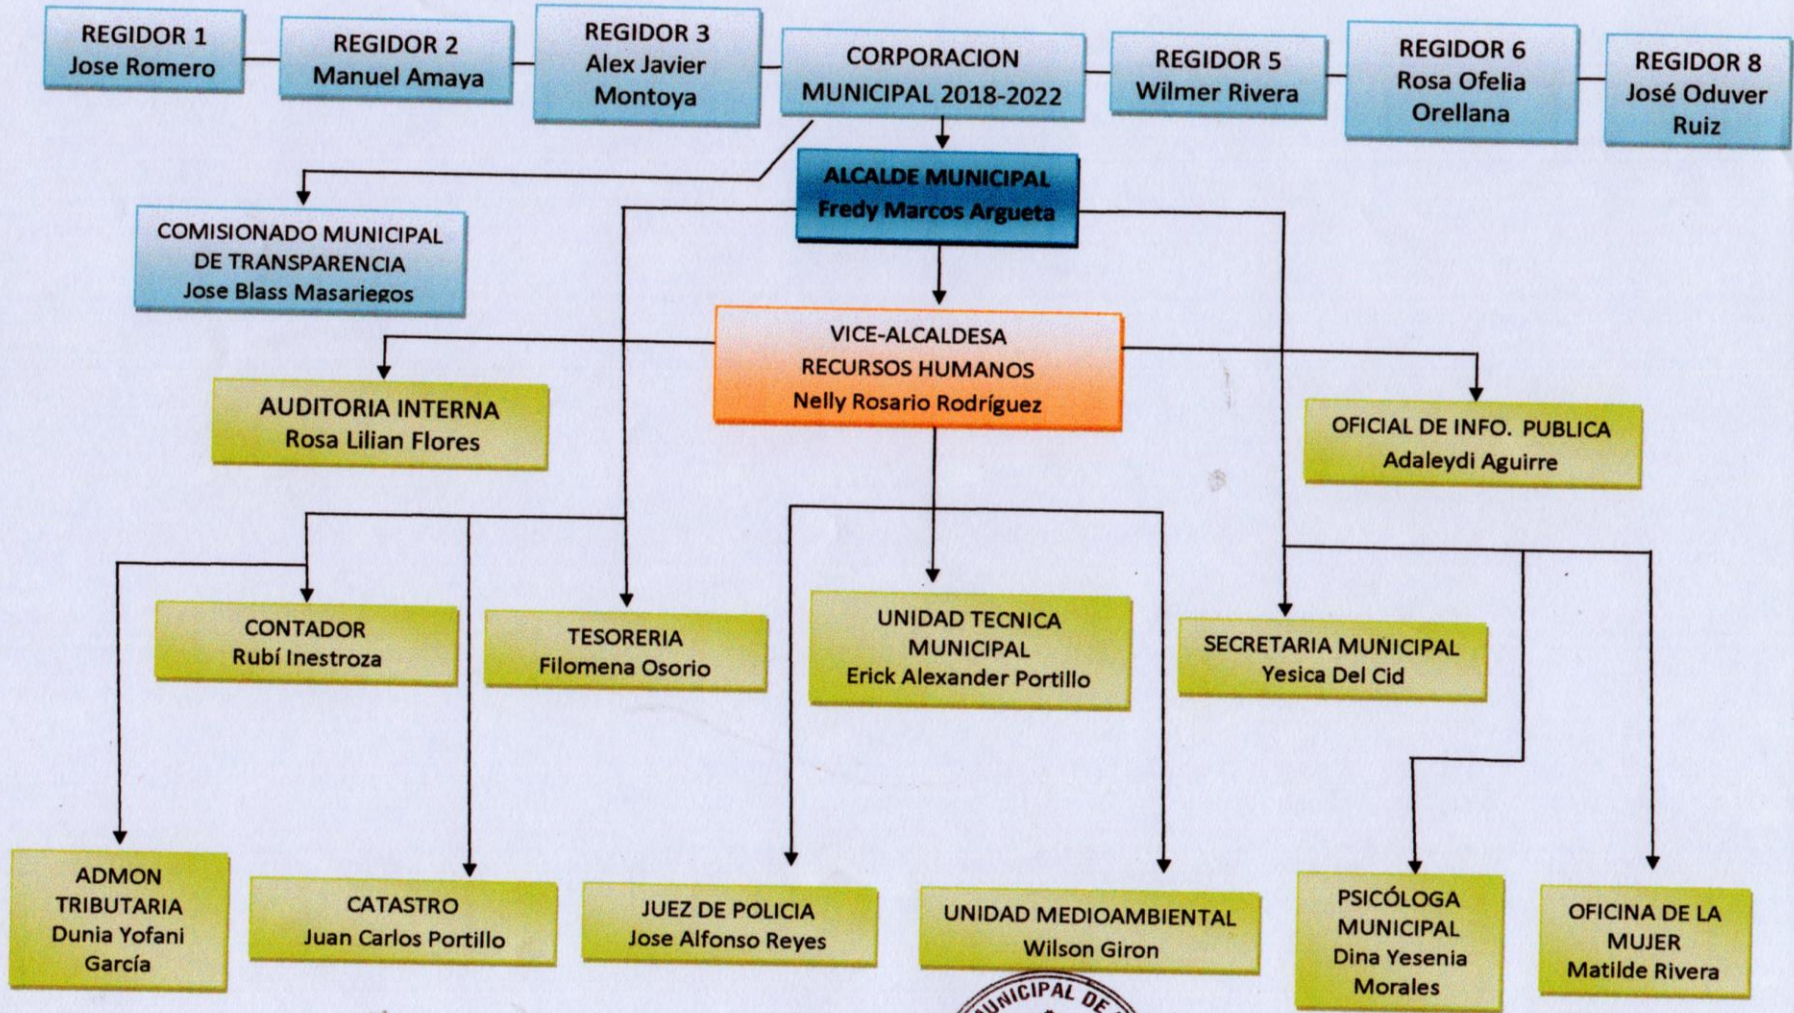 REGIDOR 1
Jose Romero
REGIDOR 2
Manuel Amaya
REGIDOR 3
Alex Javier
Montoya
CORPORACION
MUNICIPAL 2018-2022
REGIDOR 5
Wilmer Rivera
REGIDOR 6
Rosa Ofelia
Orellana
REGIDOR 8
José Oduver
Ruiz
ALCALDE MUNICIPAL
Fredy Marcos Argueta
COMISIONADO MUNICIPAL
DE TRANSPARENCIA
Jose Blass Masariegos
VICE-ALCALDESA
RECURSOS HUMANOS
Nelly Rosario Rodríguez
AUDITORIA INTERNA
Rosa Lilian Flores
OFICIAL DE INFO. PUBLICA
Adaleydi Aguirre
CONTADOR
Rubí Inestroza
TESORERIA
Filomena Osorio
UNIDAD TECNICA
MUNICIPAL
Erick Alexander Portillo
SECRETARIA MUNICIPAL
Yesica Del Cid
ADMON
TRIBUTARIA
Dunia Yofani
García
CATASTRO
Juan Carlos Portillo
JUEZ DE POLICIA
Jose Alfonso Reyes
UNIDAD MEDIOAMBIENTAL
Wilson Giron
PSICÓLOGA
MUNICIPAL
Dina Yesenia
Morales
OFICINA DE LA
MUJER
Matilde Rivera
MUNICIPAL DE